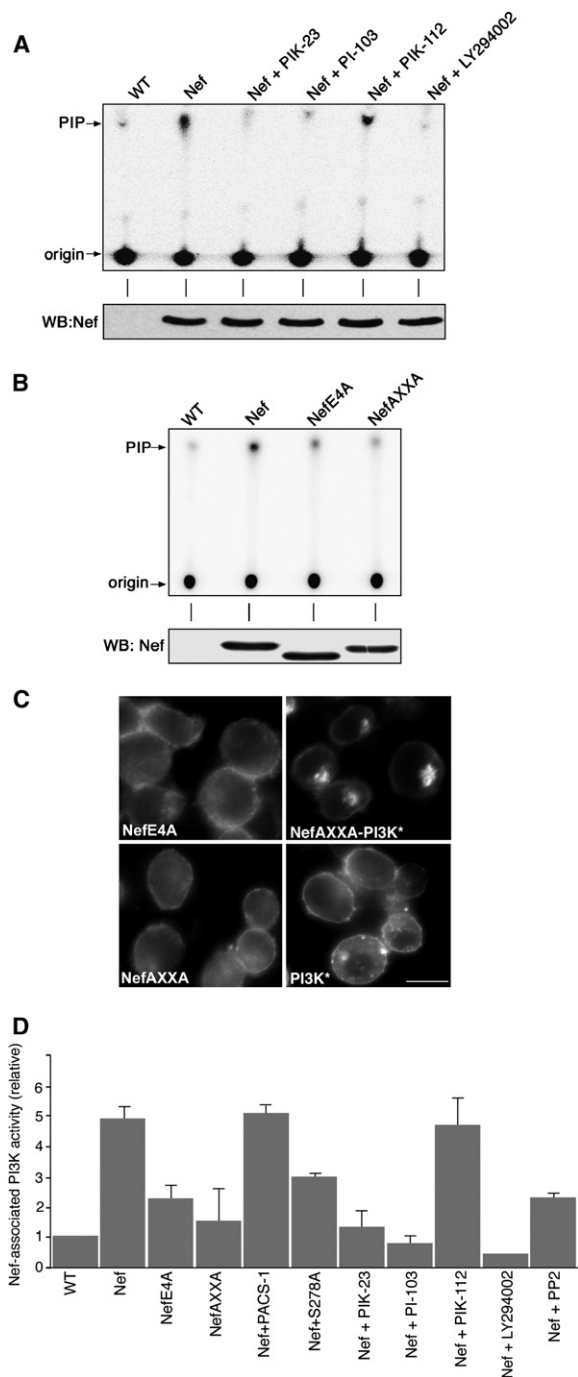 A
WT
Nef
Nef + PIK-23
Nef + PI-103
Nef + PIK-112
Nef + LY294002
PIP
origin
WB:Nef
B
WT
Nef
NefE4A
NefAXXA
PIP
origin
WB: Nef
C
NefE4A
NefAXXA-PI3K*
NefAXXA
PI3K*
D
Nef-associated PI3K activity (relative)
6
5
4
3
2
1
0
WT
Nef
NefE4A
NefAXXA
Nef+PACS-1
Nef+S278A
Nef + PIK-23
Nef + PI-103
Nef + PIK-112
Nef + LY294002
Nef + PP2